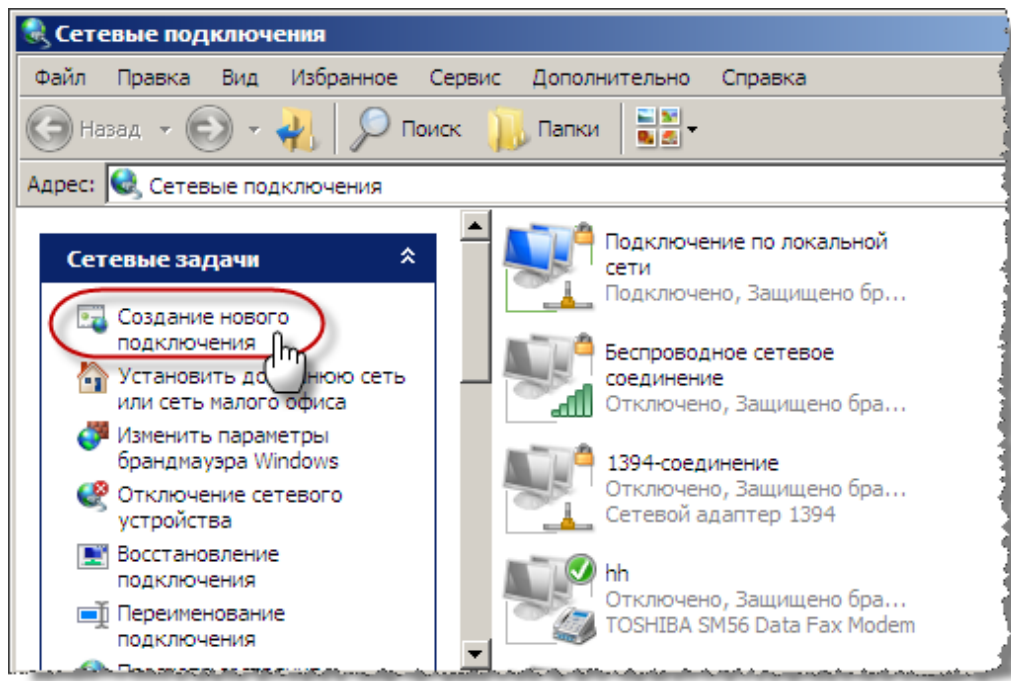 Сетевые подключения
Файл Правка Вид Избранное Сервис Дополнительно Справка
Назад Поиск Папки
Адрес: Сетевые подключения
Сетевые задачи
Создание нового
подключения
Установить до нюю сеть
или сеть малого офиса
Изменить параметры
брандмауэра Windows
Отключение сетевого
устройства
Восстановление
подключения
Переименование
подключения
Подключение по локальной
сети
Подключено, Защищено бр...
Беспроводное сетевое
соединение
Отключено, Защищено бра...
1394-соединение
Отключено, Защищено бра...
Сетевой адаптер 1394
hh
Отключено, Защищено бра...
TOSHIBA SM56 Data Fax Modem